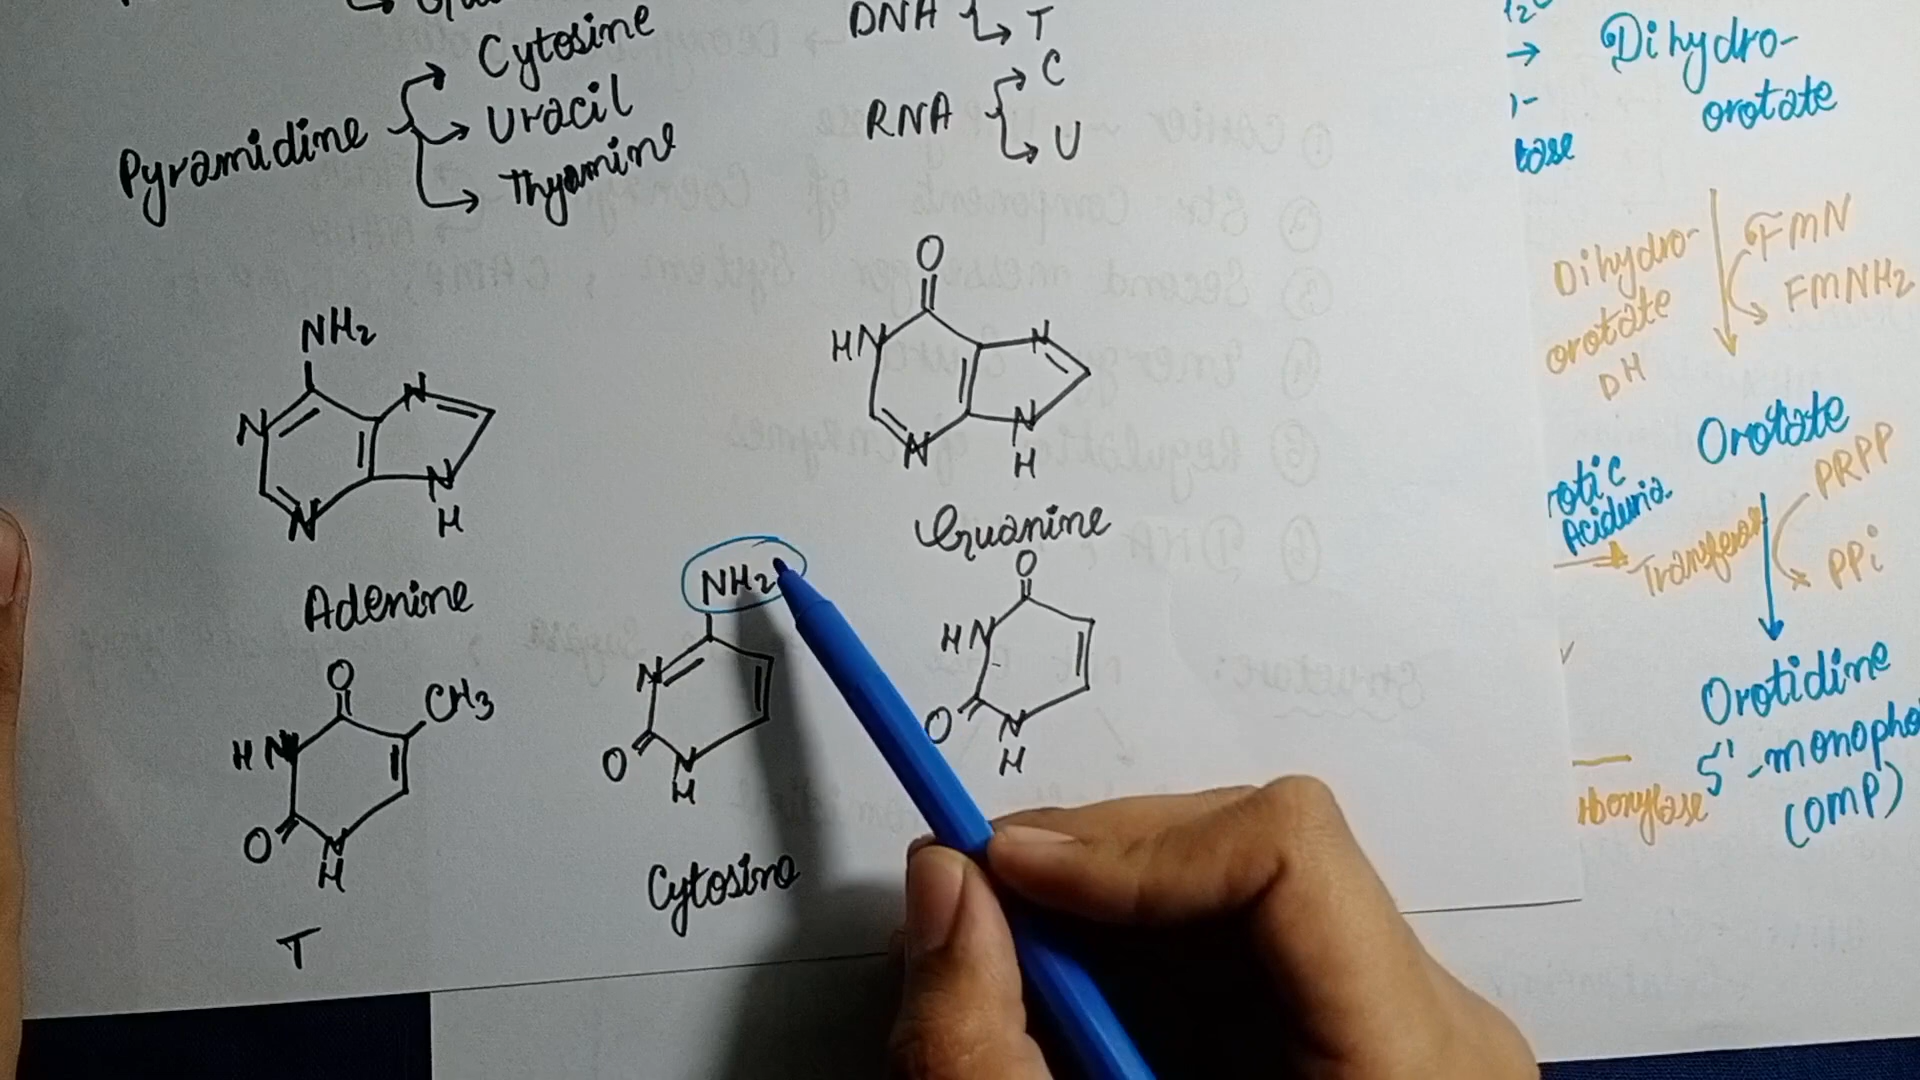 Cytosine
Pyramidine
Uracil
Thyamine
DNA
T
RNA
C
U
NH2
N
N
N
N
H
Adenine
O
HN
N
N
N
H
Guanine
O
CH3
HN
O
N
H
T
NH2
N
O
N
H
Cytosine
O
HN
O
N
H
Dihydro-
orotate
Dihydro-
orotate
DH
FMN
FMNH2
Orotate
rotic
Aciduria
PRPP
PPi
Orotidine
5'-monopho
(OMP)